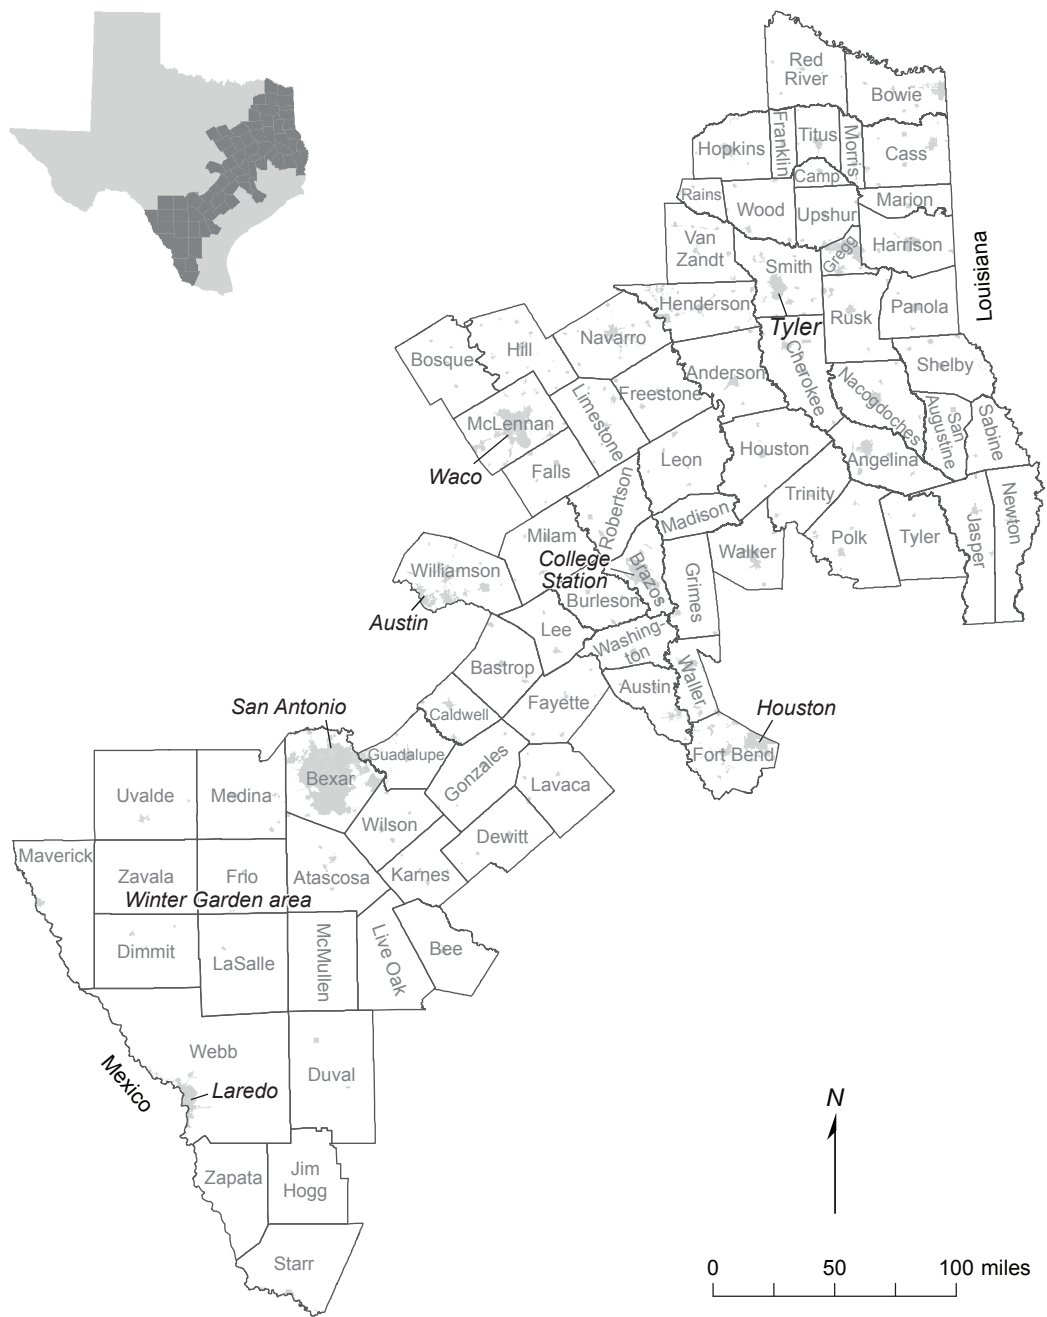 Red
River
Bowie
Hopkins
Franklin
Titus
Morris
Cass
Camp
Rains
Wood
Upshur
Marion
Van
Zandt
Gregg
Harrison
Smith
Louisiana
Henderson
Tyler
Rusk
Panola
Bosque
Hill
Navarro
Cherokee
Shelby
Anderson
Freestone
Limestone
Nacogdoches
San
Augustine
Sabine
McLennan
Waco
Falls
Leon
Houston
Angelina
Robertson
Trinity
Madison
Newton
Jasper
Milam
Walker
Polk
Tyler
College
Station
Williamson
Brazos
Grimes
Burleson
Austin
Lee
Washing-
ton
Bastrop
Waller
Austin
San Antonio
Caldwell
Fayette
Houston
Guadalupe
Fort Bend
Bexar
Gonzales
Uvalde
Medina
Lavaca
Wilson
Dewitt
Maverick
Zavala
Frio
Atascosa
Karnes
Winter Garden area
Dimmit
LaSalle
McMullen
Live Oak
Bee
Webb
Duval
Mexico
Laredo
N
Zapata
Jim
Hogg
Starr
0 50 100 miles